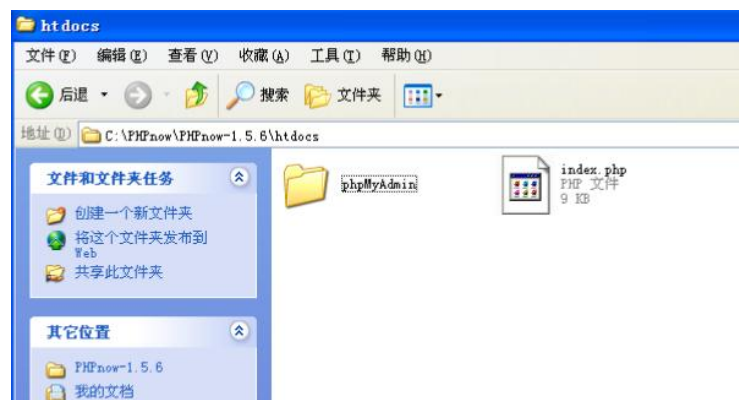 htdocs
文件(F) 编辑(E) 查看(V) 收藏(A) 工具(T) 帮助(H)
后退 搜索 文件夹
地址(D) C:\PHPnow\PHPnow-1.5.6\htdocs
文件和文件夹任务
创建一个新文件夹
将这个文件夹发布到
Web
共享此文件夹
其它位置
PHPnow-1.5.6
我的文档
phpMyAdmin
index.php
PHP 文件
9 KB